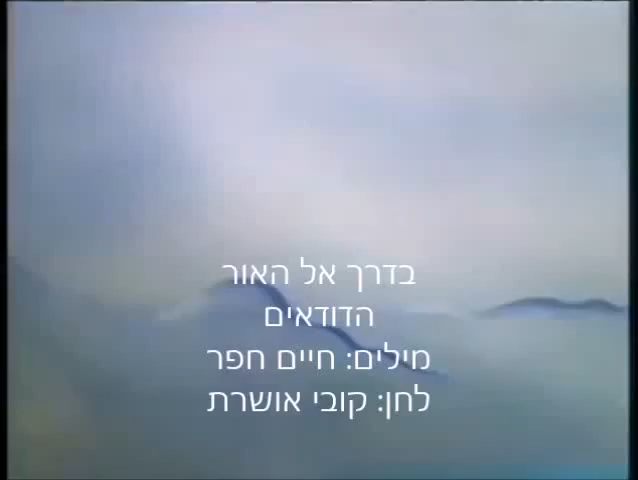 בדרך אל האור
הדודאים
מילים: חיים חפר
לחן: קובי אושרת